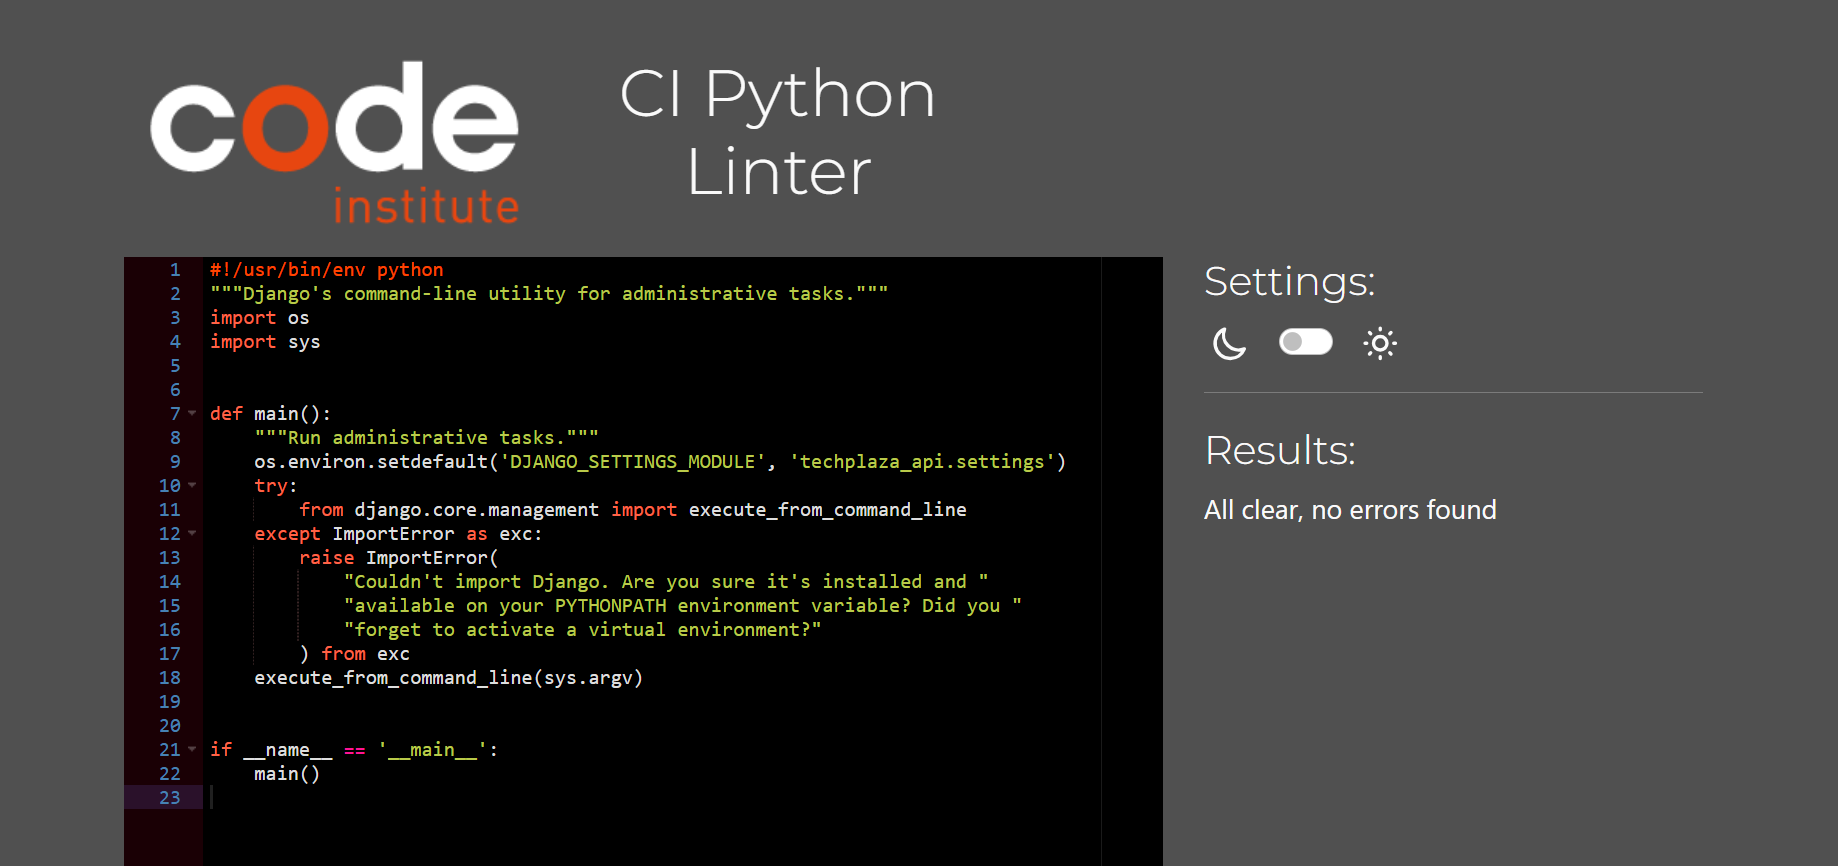 code
institute
CI Python
Linter
1 #!/usr/bin/env python
2 """Django's command-line utility for administrative tasks."""
3 import os
4 import sys
5
6
7 def main():
8     """Run administrative tasks."""
9     os.environ.setdefault('DJANGO_SETTINGS_MODULE', 'techplaza_api.settings')
10     try:
11         from django.core.management import execute_from_command_line
12     except ImportError as exc:
13         raise ImportError(
14             "Couldn't import Django. Are you sure it's installed and "
15             "available on your PYTHONPATH environment variable? Did you "
16             "forget to activate a virtual environment?"
17         ) from exc
18     execute_from_command_line(sys.argv)
19
20
21 if __name__ == '__main__':
22     main()
23
Settings:
Results:
All clear, no errors found